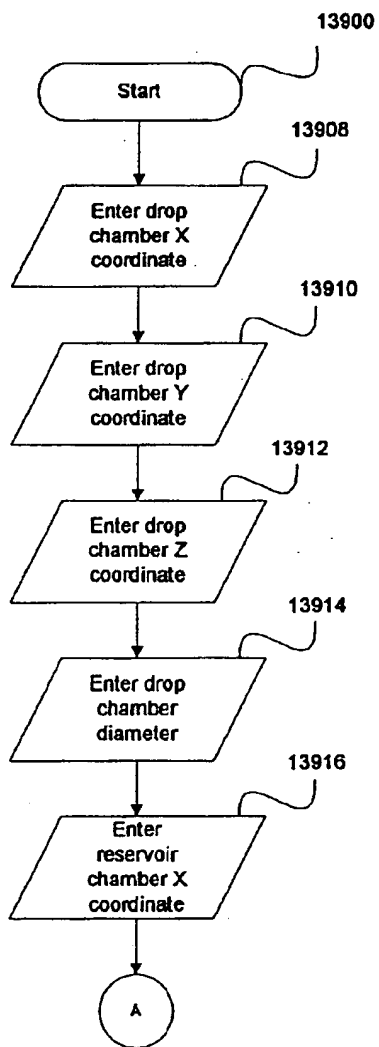 13900
Start
13908
Enter drop
chamber X
coordinate
13910
Enter drop
chamber Y
coordinate
13912
Enter drop
chamber Z
coordinate
13914
Enter drop
chamber
diameter
13916
Enter
reservoir
chamber X
coordinate
A